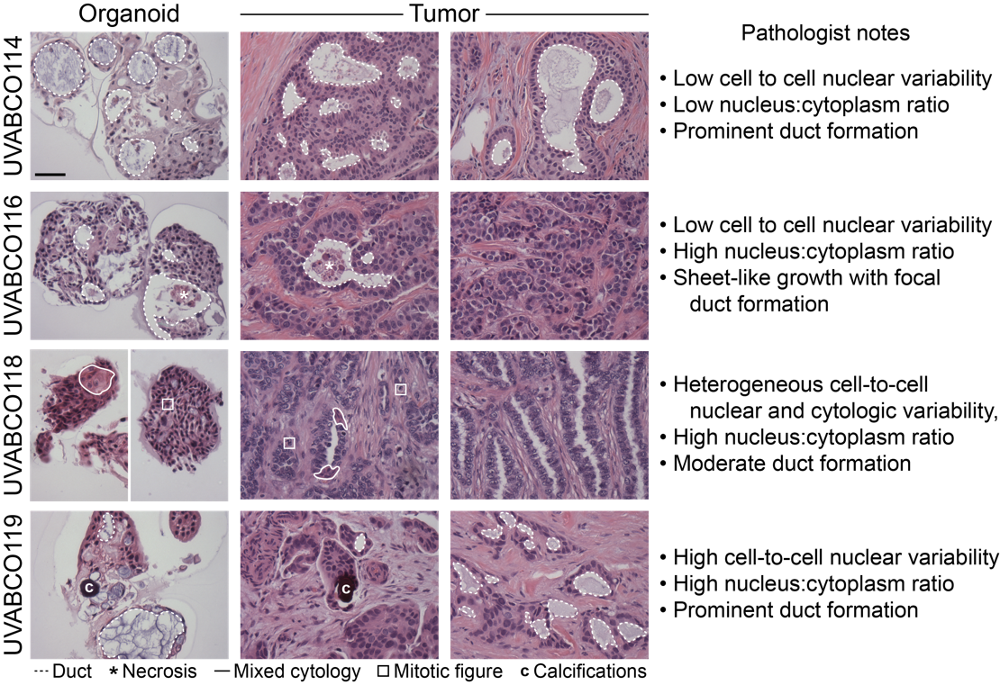 Organoid
Tumor
Pathologist notes
UVABCO114
• Low cell to cell nuclear variability
• Low nucleus:cytoplasm ratio
• Prominent duct formation
UVABCO116
*
*
• Low cell to cell nuclear variability
• High nucleus:cytoplasm ratio
• Sheet-like growth with focal
duct formation
UVABCO118
• Heterogeneous cell-to-cell
nuclear and cytologic variability,
• High nucleus:cytoplasm ratio
• Moderate duct formation
UVABCO119
c
c
• High cell-to-cell nuclear variability
• High nucleus:cytoplasm ratio
• Prominent duct formation
--- Duct * Necrosis — Mixed cytology □ Mitotic figure c Calcifications